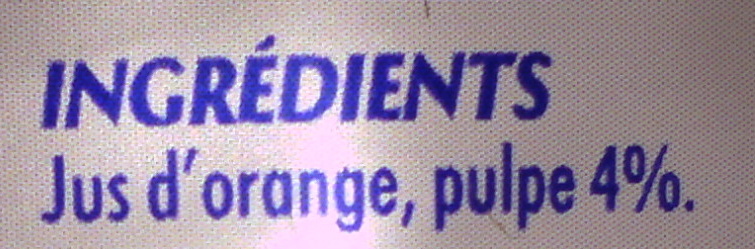 INGRÉDIENTS
Jus d'orange, pulpe 4%.